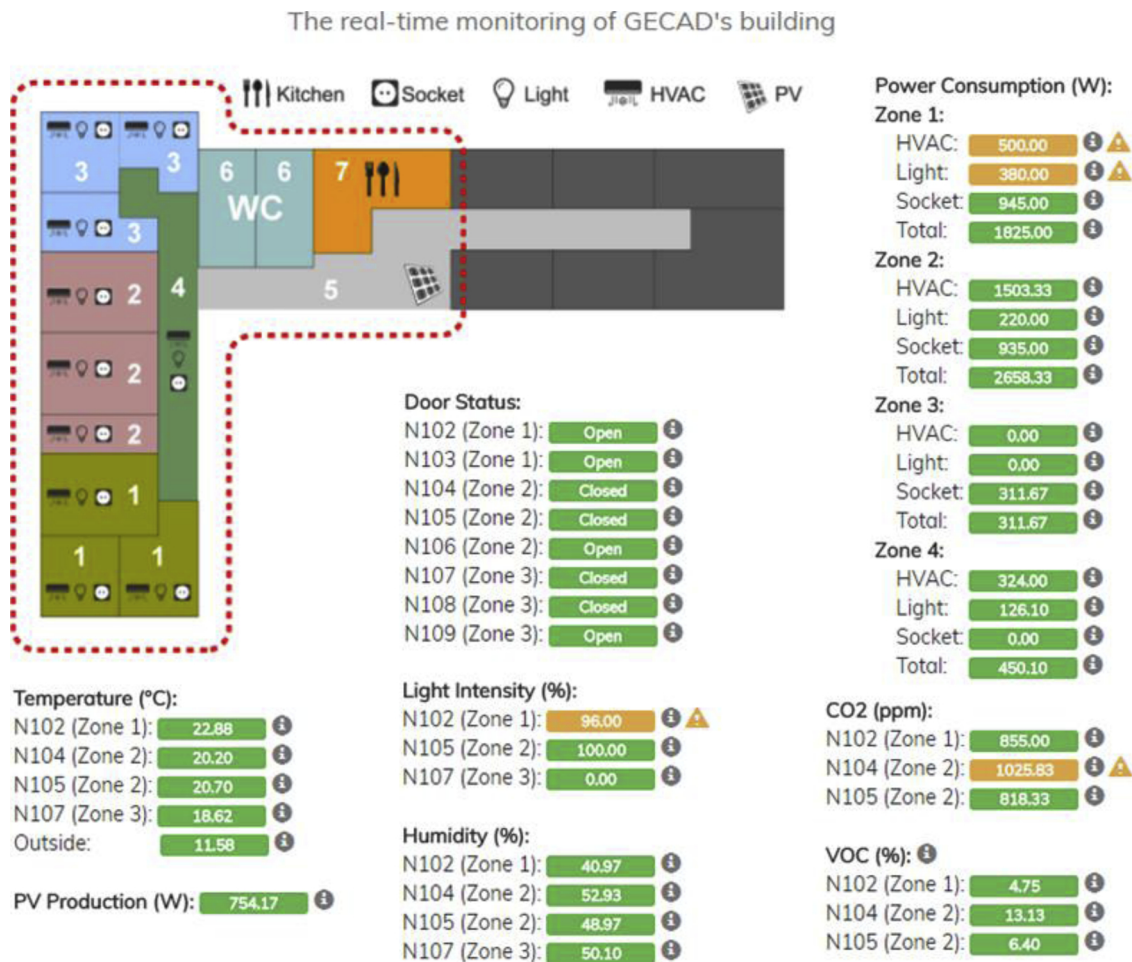 The real-time monitoring of GECAD's building
Kitchen Socket Light HVAC PV
3
3
3
6 6
WC
7
2
4
5
2
2
1
1 1
Power Consumption (W):
Zone 1:
HVAC: 500.00
Light: 380.00
Socket: 945.00
Total: 1825.00
Zone 2:
HVAC: 1503.33
Light: 220.00
Socket: 935.00
Total: 2658.33
Zone 3:
HVAC: 0.00
Light: 0.00
Socket: 311.67
Total: 311.67
Zone 4:
HVAC: 324.00
Light: 126.10
Socket: 0.00
Total: 450.10
Door Status:
N102 (Zone 1): Open
N103 (Zone 1): Open
N104 (Zone 2): Closed
N105 (Zone 2): Closed
N106 (Zone 2): Open
N107 (Zone 3): Closed
N108 (Zone 3): Closed
N109 (Zone 3): Open
Temperature (°C):
N102 (Zone 1): 22.88
N104 (Zone 2): 20.20
N105 (Zone 2): 20.70
N107 (Zone 3): 18.62
Outside: 11.58
PV Production (W): 754.17
Light Intensity (%):
N102 (Zone 1): 96.00
N105 (Zone 2): 100.00
N107 (Zone 3): 0.00
Humidity (%):
N102 (Zone 1): 40.97
N104 (Zone 2): 52.93
N105 (Zone 2): 48.97
N107 (Zone 3): 50.10
CO2 (ppm):
N102 (Zone 1): 855.00
N104 (Zone 2): 1025.83
N105 (Zone 2): 818.33
VOC (%):
N102 (Zone 1): 4.75
N104 (Zone 2): 13.13
N105 (Zone 2): 6.40